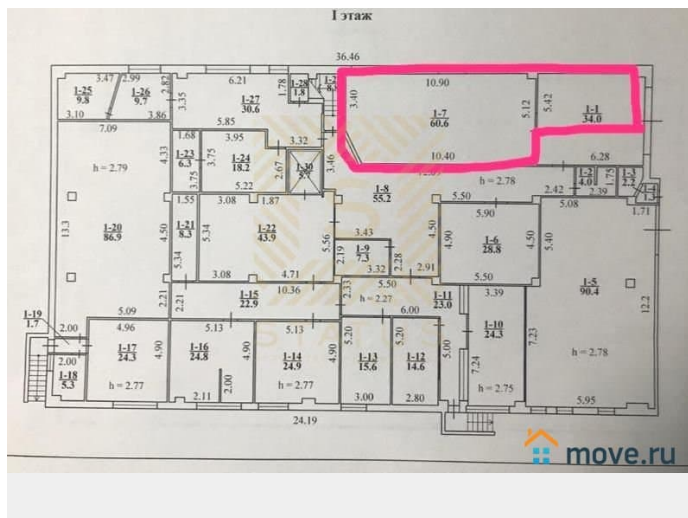 I этаж
36.46
3.47 2.99 2.82 6.21 1.78 1-28 1.8 10.90
1-25 9.8 1-26 9.7 3.35 1-27 30.6 3.40 1-7 60.6 5.12 5.42 1-1 34.0
3.10 3.86 5.85 3.32
7.09 1.68 3.95
h = 2.79 4.33 1-23 6.3 3.75 3.75 1-24 18.2 2.67 1-30 3.46 10.40 6.28
5.22 1-8 55.2 h = 2.78 2.42 4.0 1.75 2.39
1.55 3.08 1.87 5.50 5.08 1.71
13.3 1-20 86.9 4.50 1-21 8.3 5.34 5.34 1-22 43.9 5.56 3.43 4.50 5.90
2.19 1-9 7.3 2.28 4.90 1-6 28.8 4.50 5.40 1-5 90.4
3.08 4.71 3.32 2.91 5.50
2.21 2.21 1-15 22.9 10.36 2.33 5.50 h = 2.27 1-11 23.0 3.39 12.2
1-19 1.7 5.09 6.00
2.00 4.96 5.13 5.13 1-10 24.3
1-17 24.3 4.90 1-16 24.8 4.90 1-14 24.9 4.90 5.20 1-13 15.6 5.20 1-12 14.6 5.00 7.24 7.23 h = 2.78
2.00
1-18 5.3 h = 2.77 2.00 h = 2.77 h = 2.75
2.11 3.00 2.80 5.95
24.19
STATUS
move.ru